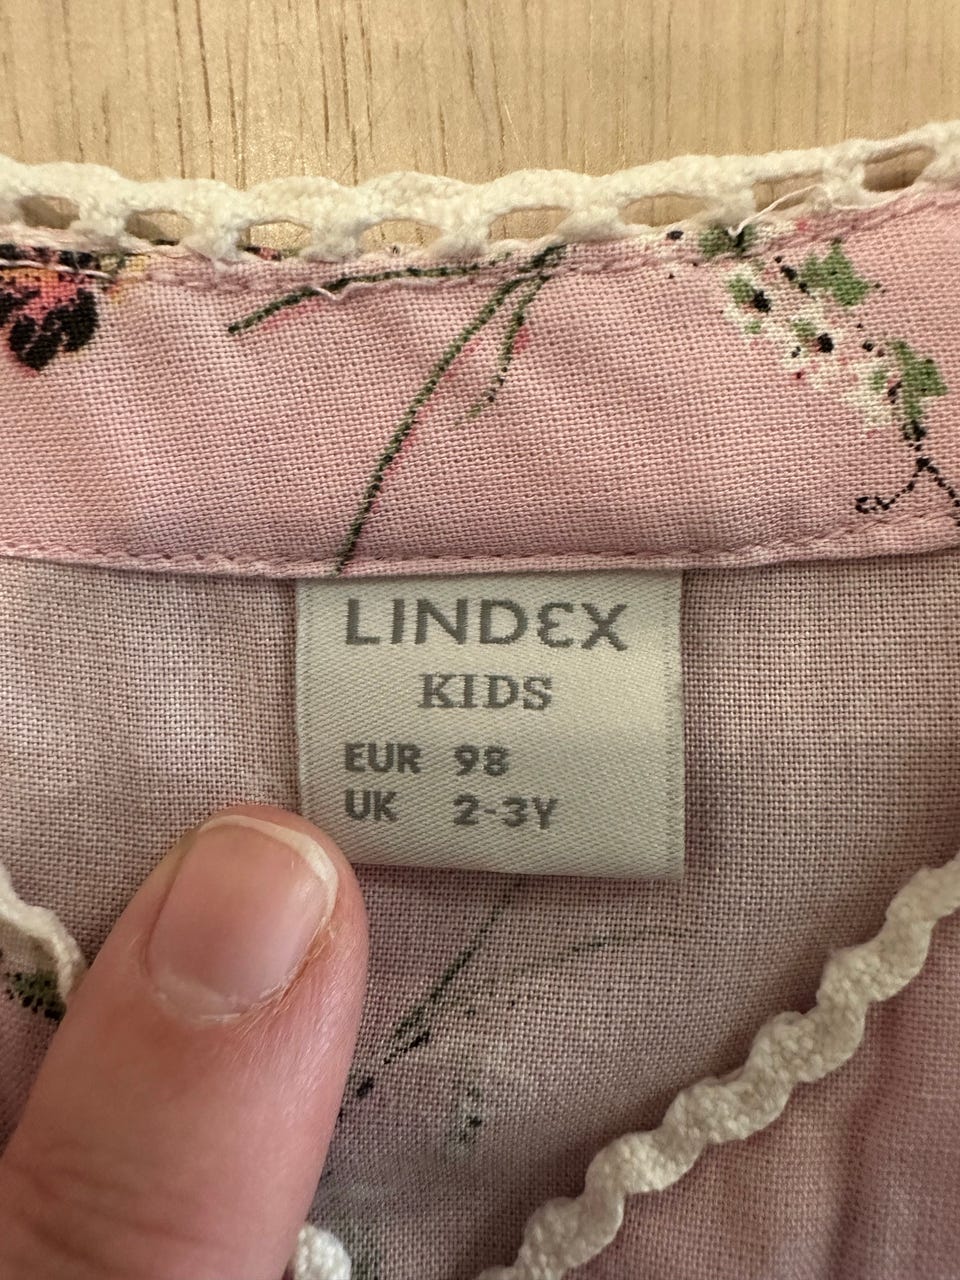 LINDEX
KIDS
EUR 98
UK 2-3Y